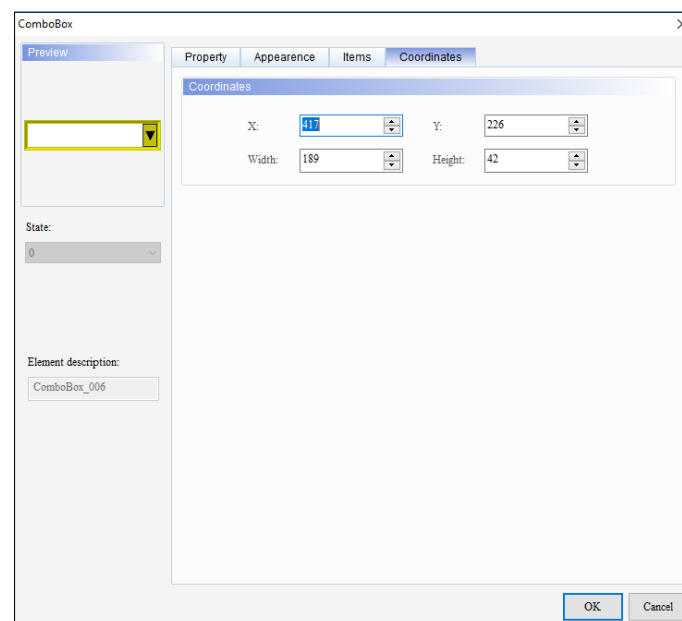 ComboBox
Preview
Property Appearence Items Coordinates
Coordinates
X: 417 Y: 226
Width: 189 Height: 42
State:
0
Element description:
ComboBox_006
OK Cancel